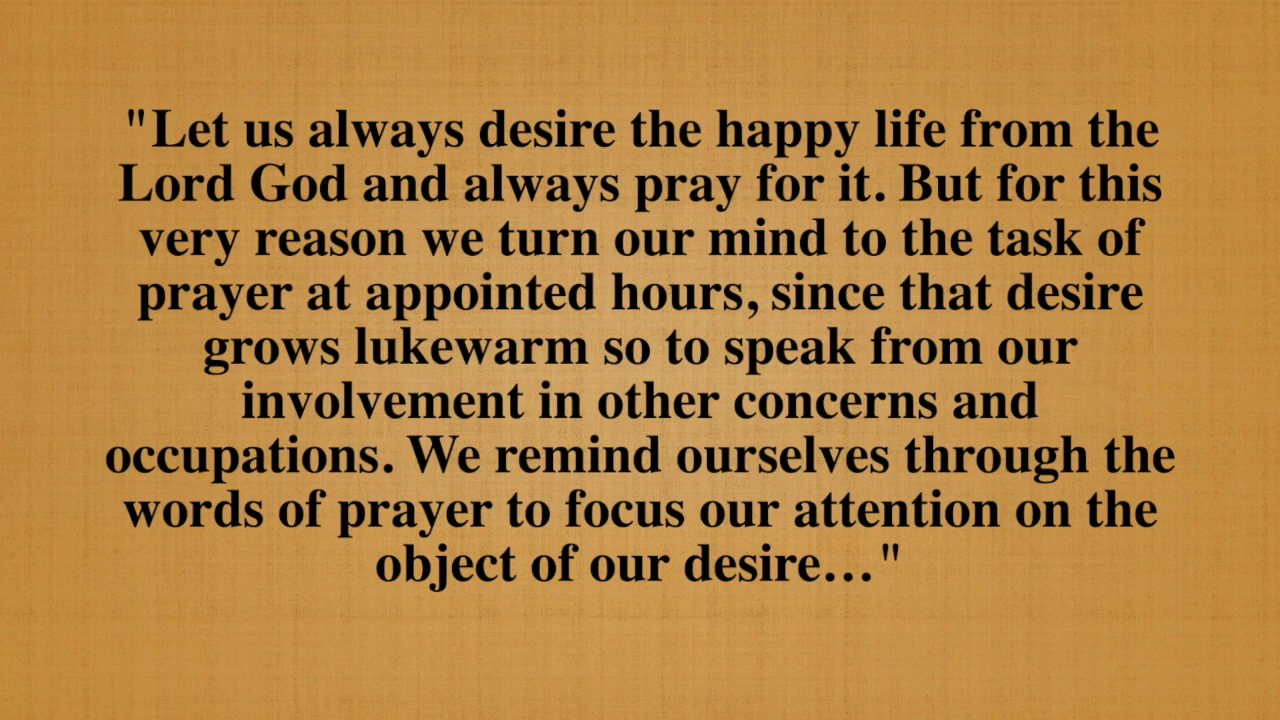 "Let us always desire the happy life from the
Lord God and always pray for it. But for this
very reason we turn our mind to the task of
prayer at appointed hours, since that desire
grows lukewarm so to speak from our
involvement in other concerns and
occupations. We remind ourselves through the
words of prayer to focus our attention on the
object of our desire…"